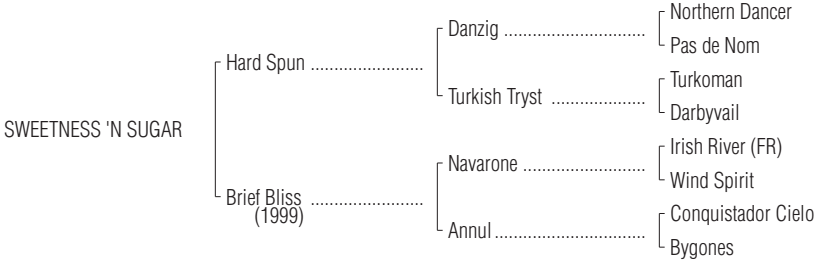 Northern Dancer
Danzig ..............................
Pas de Nom
Hard Spun ........................
Turkoman
Turkish Tryst ....................
Darbyvail
SWEETNESS 'N SUGAR
Irish River (FR)
Navarone ..........................
Wind Spirit
Brief Bliss ........................
(1999)
Conquistador Cielo
Annul ................................
Bygones